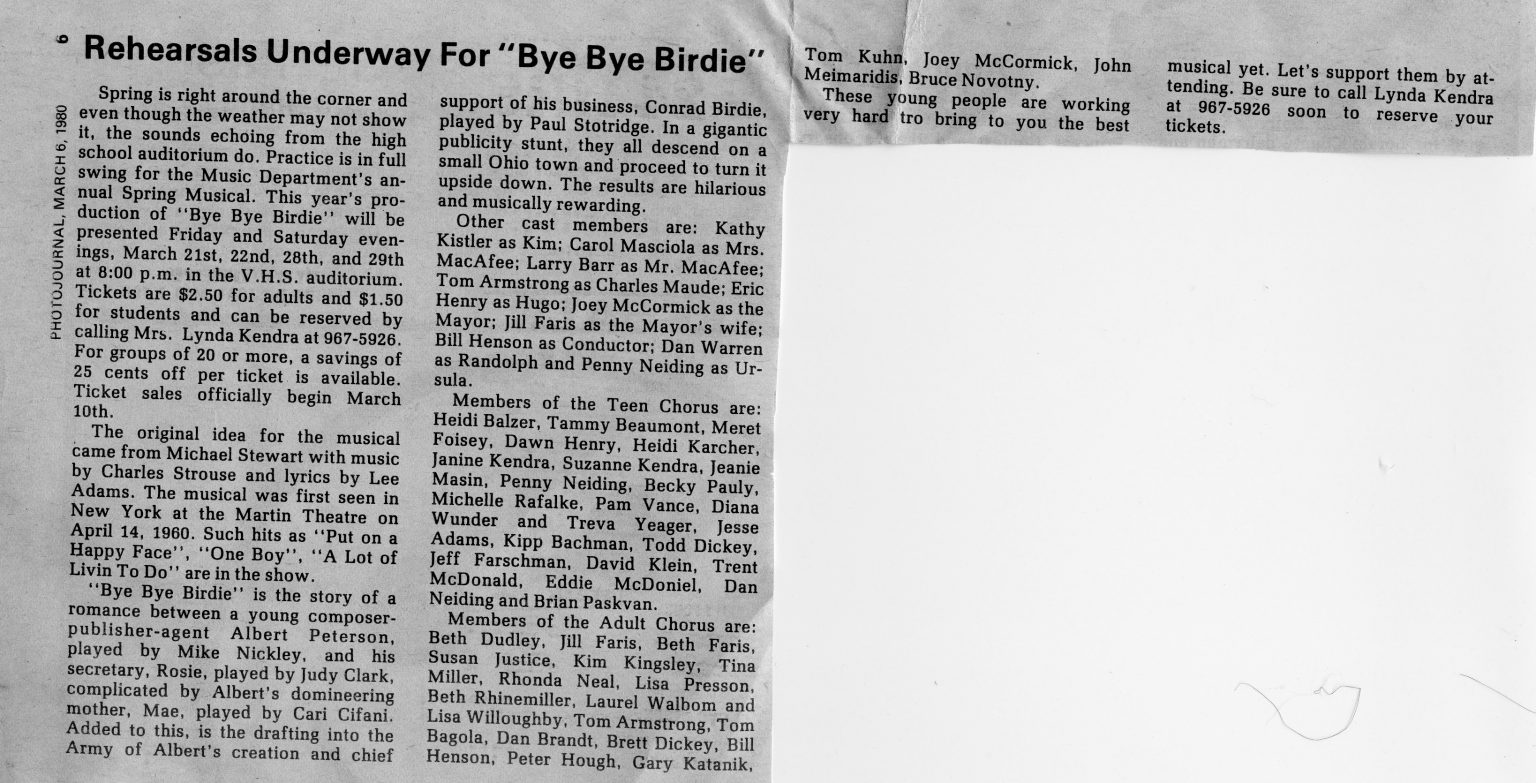 6
PHOTOJOURNAL, MARCH 6, 1980
Rehearsals Underway For "Bye Bye Birdie"
Spring is right around the corner and
even though the weather may not show
it, the sounds echoing from the high
school auditorium do. Practice is in full
swing for the Music Department's an-
nual Spring Musical. This year's pro-
duction of "Bye Bye Birdie" will be
presented Friday and Saturday even-
ings, March 21st, 22nd, 28th, and 29th
at 8:00 p.m. in the V.H.S. auditorium.
Tickets are $2.50 for adults and $1.50
for students and can be reserved by
calling Mrs. Lynda Kendra at 967-5926.
For groups of 20 or more, a savings of
25 cents off per ticket is available.
Ticket sales officially begin March
10th.
The original idea for the musical
came from Michael Stewart with music
by Charles Strouse and lyrics by Lee
Adams. The musical was first seen in
New York at the Martin Theatre on
April 14, 1960. Such hits as "Put on a
Happy Face", "One Boy", "A Lot of
Livin To Do" are in the show.
"Bye Bye Birdie" is the story of a
romance between a young composer-
publisher-agent Albert Peterson,
played by Mike Nickley, and his
secretary, Rosie, played by Judy Clark,
complicated by Albert's domineering
mother, Mae, played by Cari Cifani.
Added to this, is the drafting into the
Army of Albert's creation and chief
support of his business, Conrad Birdie,
played by Paul Stotridge. In a gigantic
publicity stunt, they all descend on a
small Ohio town and proceed to turn it
upside down. The results are hilarious
and musically rewarding.
Other cast members are: Kathy
Kistler as Kim; Carol Masciola as Mrs.
MacAfee; Larry Barr as Mr. MacAfee;
Tom Armstrong as Charles Maude; Eric
Henry as Hugo; Joey McCormick as the
Mayor; Jill Faris as the Mayor's wife;
Bill Henson as Conductor; Dan Warren
as Randolph and Penny Neiding as Ur-
sula.
Members of the Teen Chorus are:
Heidi Balzer, Tammy Beaumont, Meret
Foisey, Dawn Henry, Heidi Karcher,
Janine Kendra, Suzanne Kendra, Jeanie
Masin, Penny Neiding, Becky Pauly,
Michelle Rafalke, Pam Vance, Diana
Wunder and Treva Yeager, Jesse
Adams, Kipp Bachman, Todd Dickey,
Jeff Farschman, David Klein, Trent
McDonald, Eddie McDoniel, Dan
Neiding and Brian Paskvan.
Members of the Adult Chorus are:
Beth Dudley, Jill Faris, Beth Faris,
Susan Justice, Kim Kingsley, Tina
Miller, Rhonda Neal, Lisa Presson,
Beth Rhinemiller, Laurel Walbom and
Lisa Willoughby, Tom Armstrong, Tom
Bagola, Dan Brandt, Brett Dickey, Bill
Henson, Peter Hough, Gary Katanik,
Tom Kuhn, Joey McCormick, John
Meimaridis, Bruce Novotny.
These young people are working
very hard tro bring to you the best
musical yet. Let's support them by at-
tending. Be sure to call Lynda Kendra
at 967-5926 soon to reserve your
tickets.